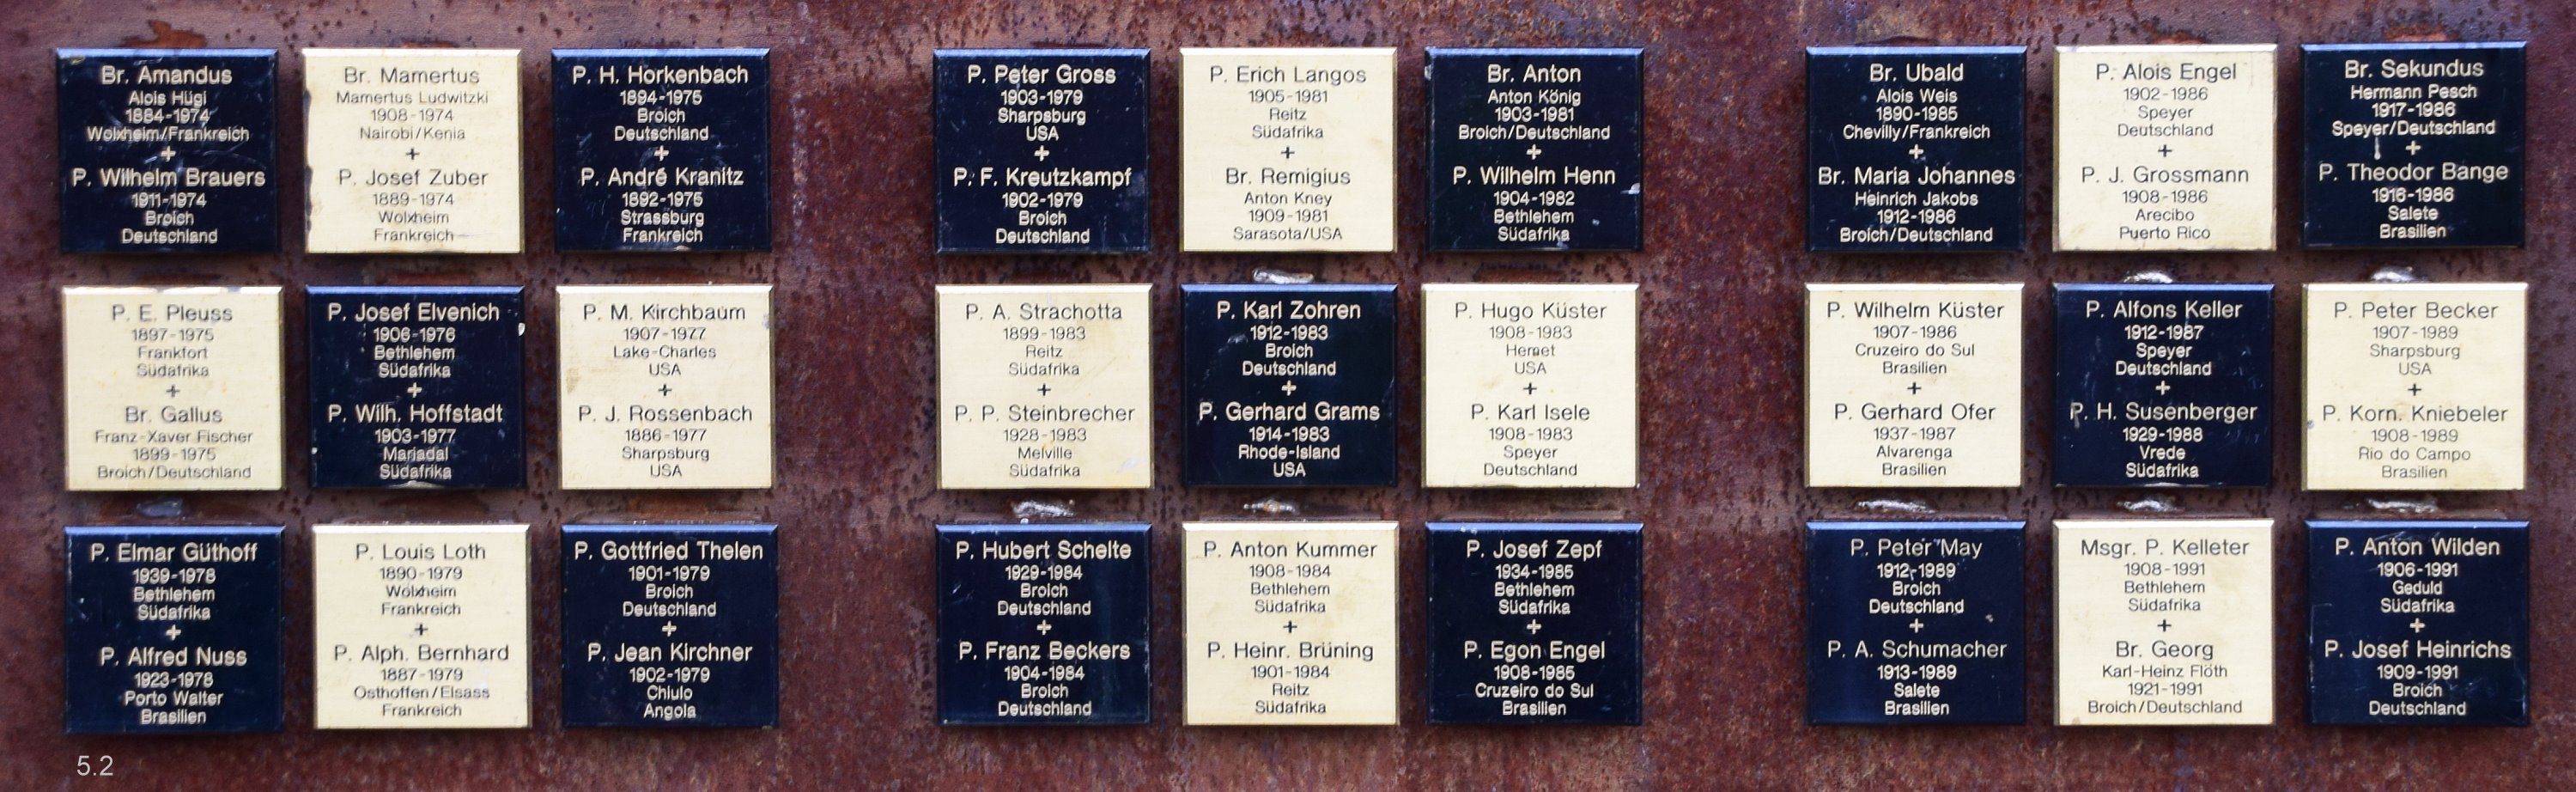 Br. Amandus
Alois Hügi
1884-1974
Wolxheim/Frankreich
+
P. Wilhelm Brauers
1911-1974
Broich
Deutschland
Br. Mamertus
Mamertus Ludwitzki
1908-1974
Nairobi/Kenia
+
P. Josef Zuber
1889-1974
Wolxheim
Frankreich
P. H. Horkenbach
1894-1975
Broich
Deutschland
+
P. André Kranitz
1892-1975
Strassburg
Frankreich
P. E. Pleuss
1897-1975
Frankfort
Südafrika
+
Br. Gallus
Franz-Xaver Fischer
1899-1975
Broich/Deutschland
P. Josef Elvenich
1906-1976
Bethlehem
Südafrika
+
P. Wilh. Hoffstadt
1903-1977
Mariadal
Südafrika
P. M. Kirchbaum
1907-1977
Lake-Charles
USA
+
P. J. Rossenbach
1886-1977
Sharpsburg
USA
P. Elmar Güthoff
1939-1978
Bethlehem
Südafrika
+
P. Alfred Nuss
1923-1978
Porto Walter
Brasilien
P. Louis Loth
1890-1979
Wolxheim
Frankreich
+
P. Alph. Bernhard
1887-1979
Osthoffen/Elsass
Frankreich
P. Gottfried Thelen
1901-1979
Broich
Deutschland
+
P. Jean Kirchner
1902-1979
Chiulo
Angola
P. Peter Gross
1903-1979
Sharpsburg
USA
+
P. F. Kreutzkampf
1902-1979
Broich
Deutschland
P. Erich Langos
1905-1981
Reitz
Südafrika
+
Br. Remigius
Anton Kney
1909-1981
Sarasota/USA
Br. Anton
Anton König
1903-1981
Broich/Deutschland
+
P. Wilhelm Henn
1904-1982
Bethlehem
Südafrika
P. A. Strachotta
1899-1983
Reitz
Südafrika
+
P. P. Steinbrecher
1928-1983
Melville
Südafrika
P. Karl Zohren
1912-1983
Broich
Deutschland
+
P. Gerhard Grams
1914-1983
Rhode-Island
USA
P. Hugo Küster
1908-1983
Hemet
USA
+
P. Karl Isele
1908-1983
Speyer
Deutschland
P. Hubert Schelte
1929-1984
Broich
Deutschland
+
P. Franz Beckers
1904-1984
Broich
Deutschland
P. Anton Kummer
1908-1984
Bethlehem
Südafrika
+
P. Heinr. Brüning
1901-1984
Reitz
Südafrika
P. Josef Zepf
1934-1985
Bethlehem
Südafrika
+
P. Egon Engel
1908-1985
Cruzeiro do Sul
Brasilien
Br. Ubald
Alois Weis
1890-1985
Chevilly/Frankreich
+
Br. Maria Johannes
Heinrich Jakobs
1912-1986
Broich/Deutschland
P. Alois Engel
1902-1986
Speyer
Deutschland
+
P. J. Grossmann
1908-1986
Arecibo
Puerto Rico
Br. Sekundus
Hermann Pesch
1917-1986
Speyer/Deutschland
+
P. Theodor Bange
1916-1986
Salete
Brasilien
P. Wilhelm Küster
1907-1986
Cruzeiro do Sul
Brasilien
+
P. Gerhard Ofer
1937-1987
Alvarenga
Brasilien
P. Alfons Keller
1912-1987
Speyer
Deutschland
+
P. H. Susenberger
1929-1988
Vrede
Südafrika
P. Peter Becker
1907-1989
Sharpsburg
USA
+
P. Korn. Kniebeler
1908-1989
Rio do Campo
Brasilien
P. Peter May
1912-1989
Broich
Deutschland
+
P. A. Schumacher
1913-1989
Salete
Brasilien
Msgr. P. Kelleter
1908-1991
Bethlehem
Südafrika
+
Br. Georg
Karl-Heinz Flöth
1921-1991
Broich/Deutschland
P. Anton Wilden
1906-1991
Geduld
Südafrika
+
P. Josef Heinrichs
1909-1991
Broich
Deutschland
5.2